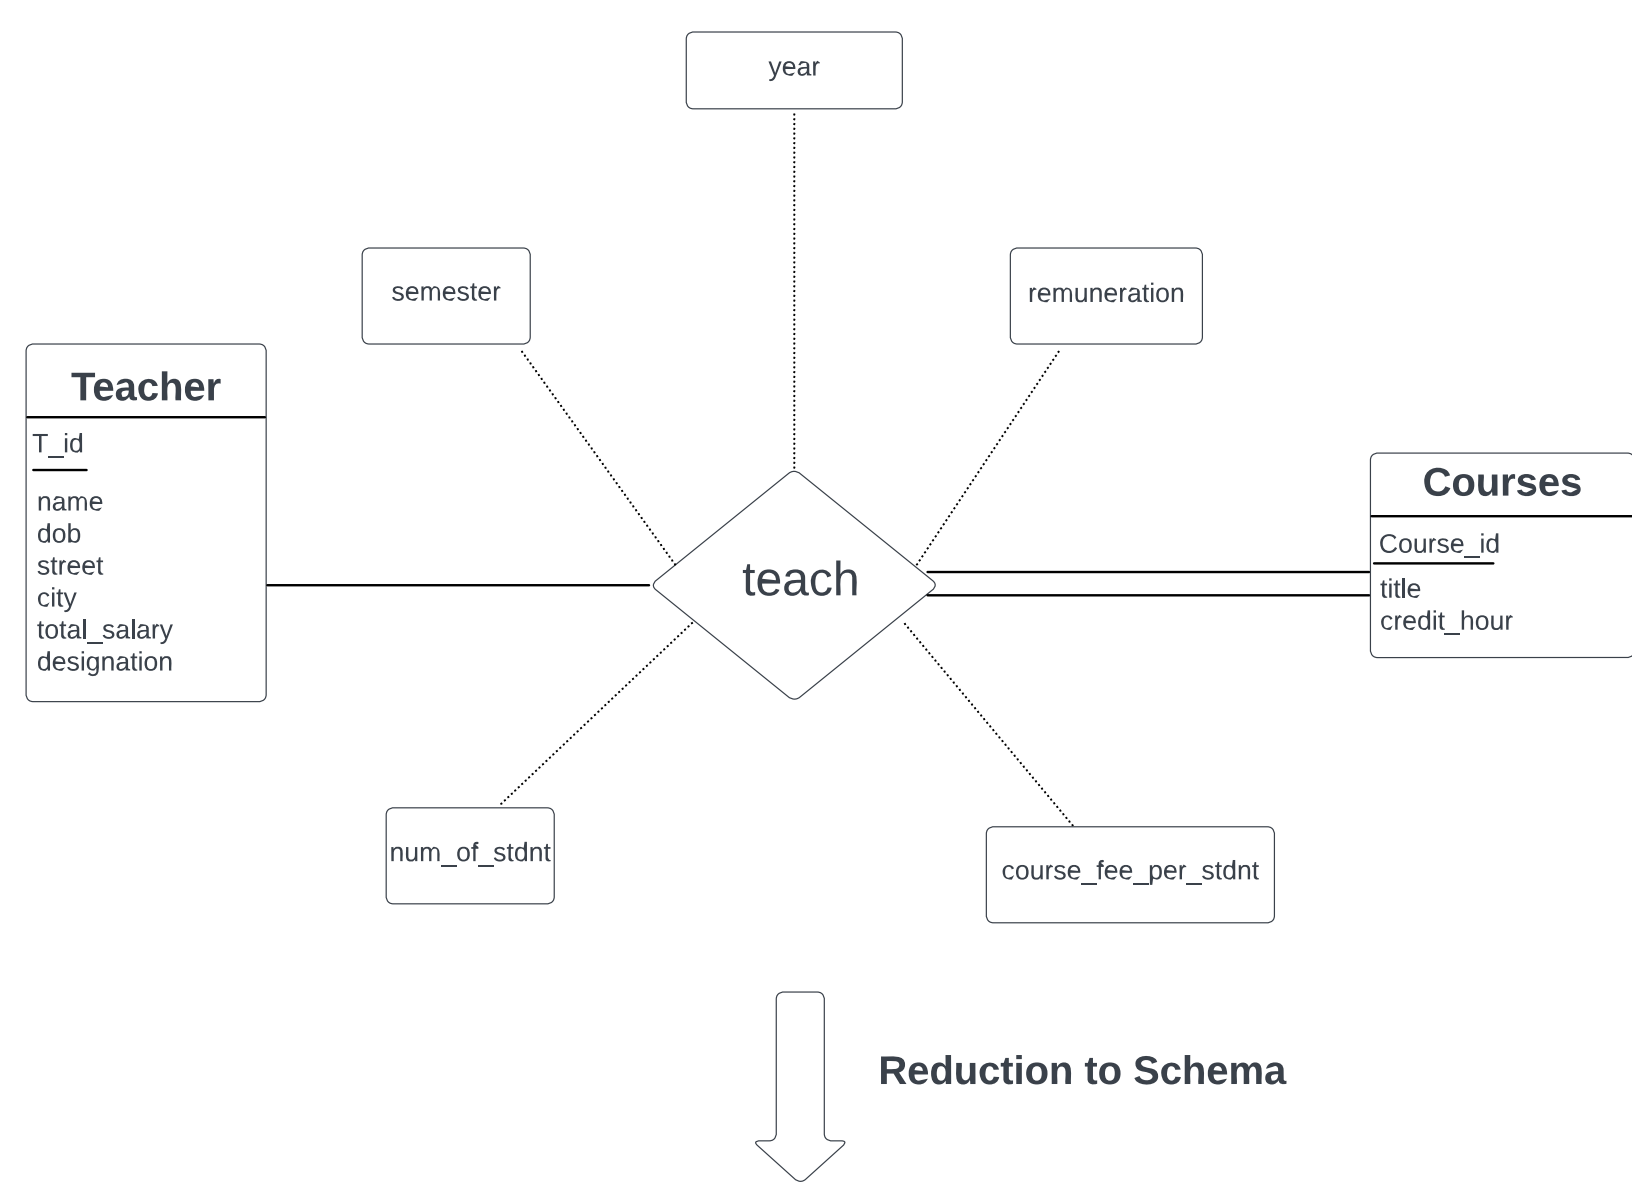 year
semester
remuneration
Teacher
T_id
name
dob
street
city
total_salary
designation
teach
Courses
Course_id
title
credit_hour
num_of_stdnt
course_fee_per_stdnt
Reduction to Schema